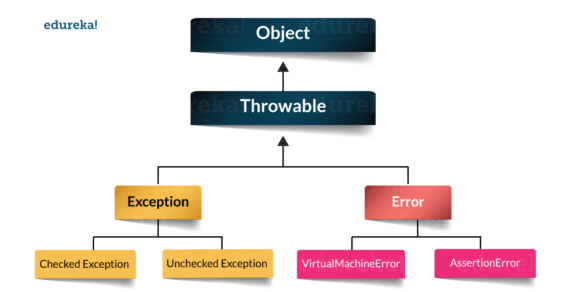 edureka!
Object
Throwable
Exception
Error
Checked Exception
Unchecked Exception
VirtualMachineError
AssertionError